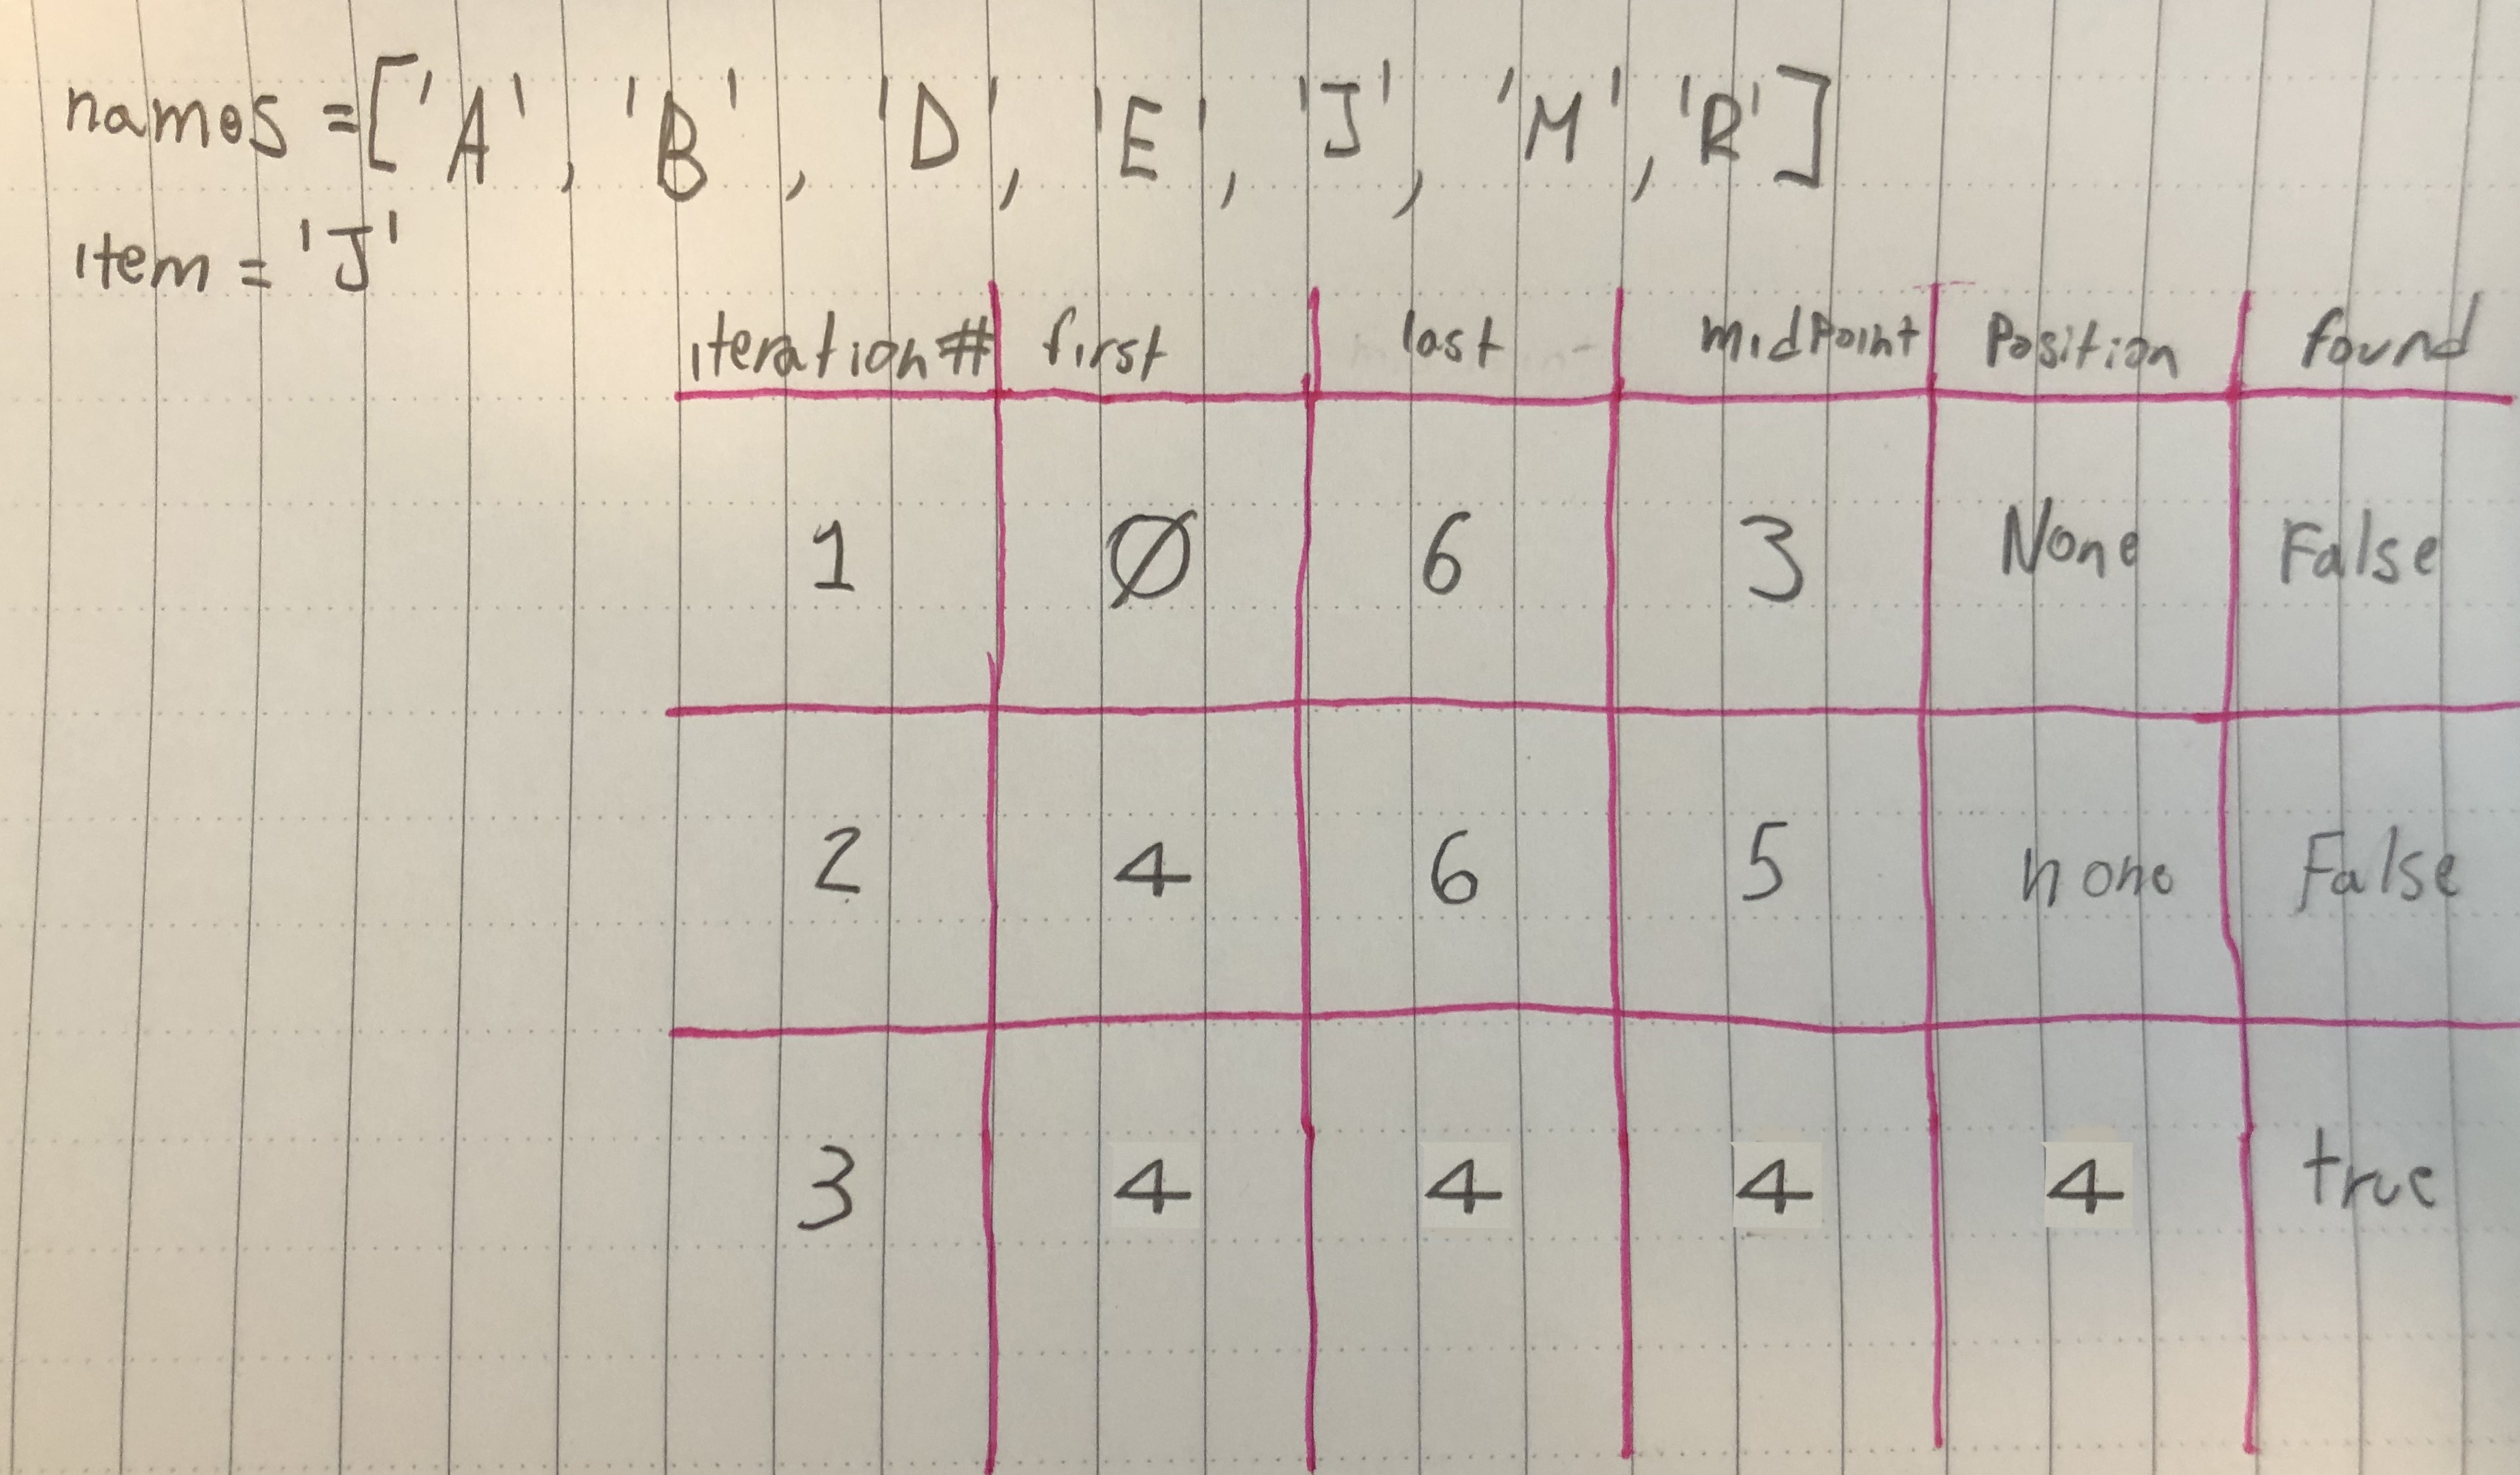 names = ['A', 'B', 'D', 'E', 'J', 'M', 'R']
item = 'J'
iteration# first last midpoint Position found
1 Ø 6 3 None False
2 4 6 5 none False
3 4 4 4 4 true